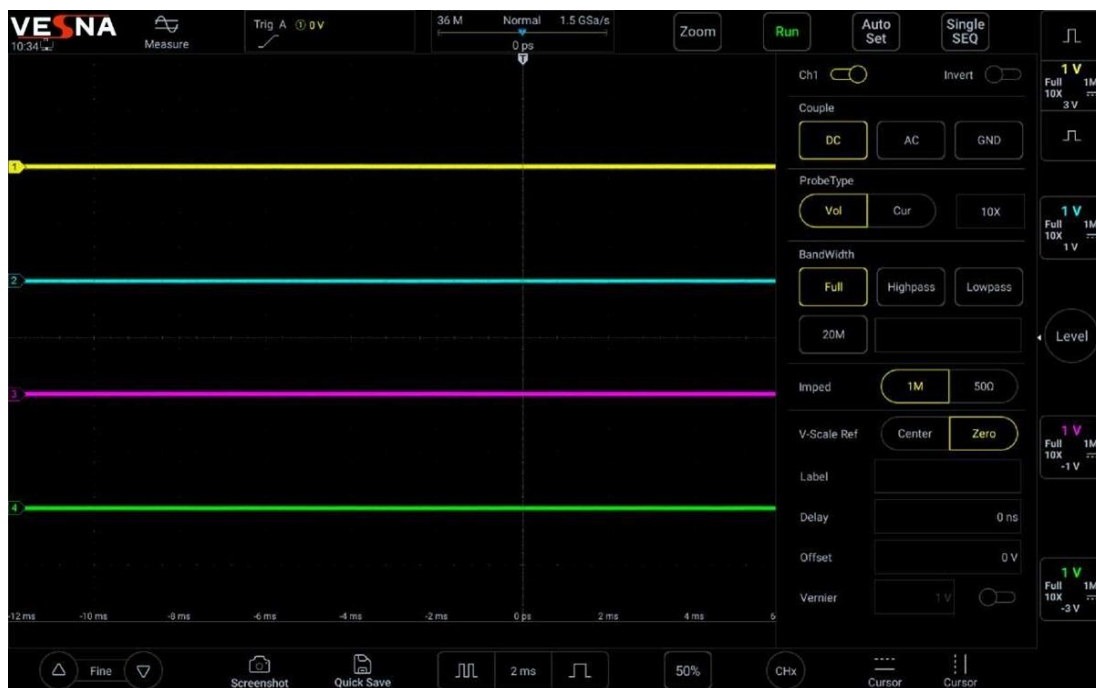 VESNA
10:34
Measure
Trig A ① 0 V
36 M Normal 1.5 GSa/s
0 ps
Zoom
Run
Auto Set
Single SEQ
T
Ch1
Invert
Couple
DC AC GND
ProbeType
Vol Cur 10X
BandWidth
Full Highpass Lowpass
20M
Imped 1M 50Ω
V-Scale Ref Center Zero
Label
Delay 0 ns
Offset 0 V
Vernier 1 V
1
2
3
4
-12 ms -10 ms -8 ms -6 ms -4 ms -2 ms 0 ps 2 ms 4 ms 6
1 V
Full 1M
10X
3 V
1 V
Full 1M
10X
1 V
Level
1 V
Full 1M
10X
-1 V
1 V
Full 1M
10X
-3 V
Fine
Screenshot
Quick Save
2 ms
50%
CHx
Cursor
Cursor